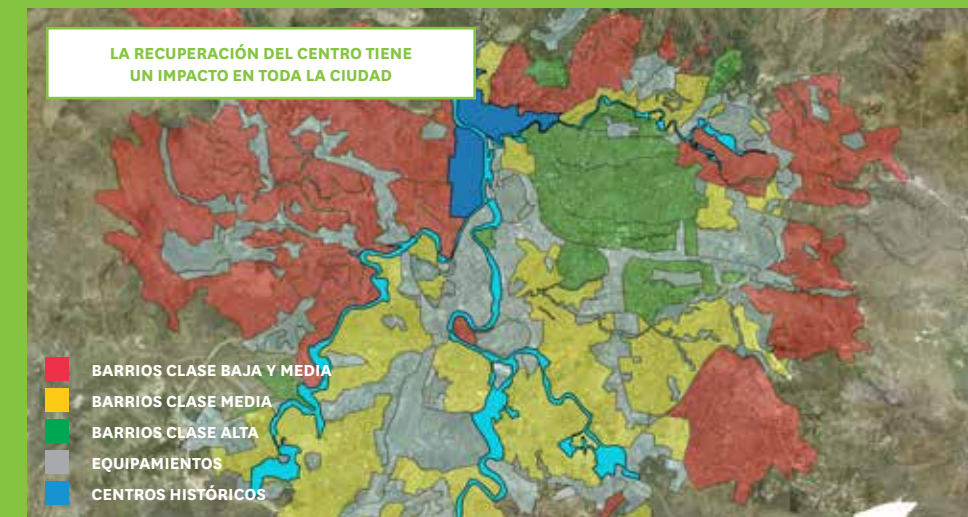 LA RECUPERACIÓN DEL CENTRO TIENE
UN IMPACTO EN TODA LA CIUDAD
BARRIOS CLASE BAJA Y MEDIA
BARRIOS CLASE MEDIA
BARRIOS CLASE ALTA
EQUIPAMIENTOS
CENTROS HISTÓRICOS